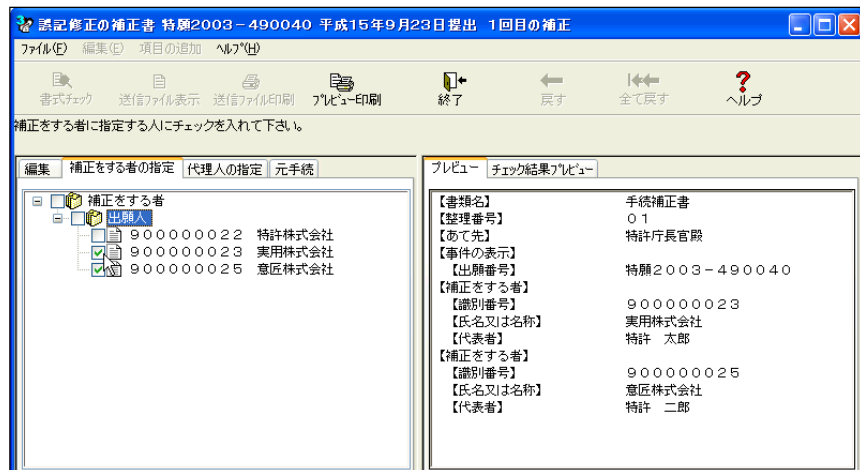 誤記修正の補正書 特願2003-490040 平成15年9月23日提出 1回目の補正
ファイル(F) 編集(E) 項目の追加 ヘルプ(H)
書式チェック 送信ファイル表示 送信ファイル印刷 プレビュー印刷 終了 戻す 全て戻す ヘルプ
補正をする者に指定する人にチェックを入れて下さい。
編集 補正をする者の指定 代理人の指定 元手続
補正をする者
出願人
900000022 特許株式会社
900000023 実用株式会社
900000025 意匠株式会社
プレビュー チェック結果プレビュー
【書類名】 手続補正書
【整理番号】 01
【あて先】 特許庁長官殿
【事件の表示】
【出願番号】 特願2003-490040
【補正をする者】
【識別番号】 900000023
【氏名又は名称】 実用株式会社
【代表者】 特許 太郎
【補正をする者】
【識別番号】 900000025
【氏名又は名称】 意匠株式会社
【代表者】 特許 二郎